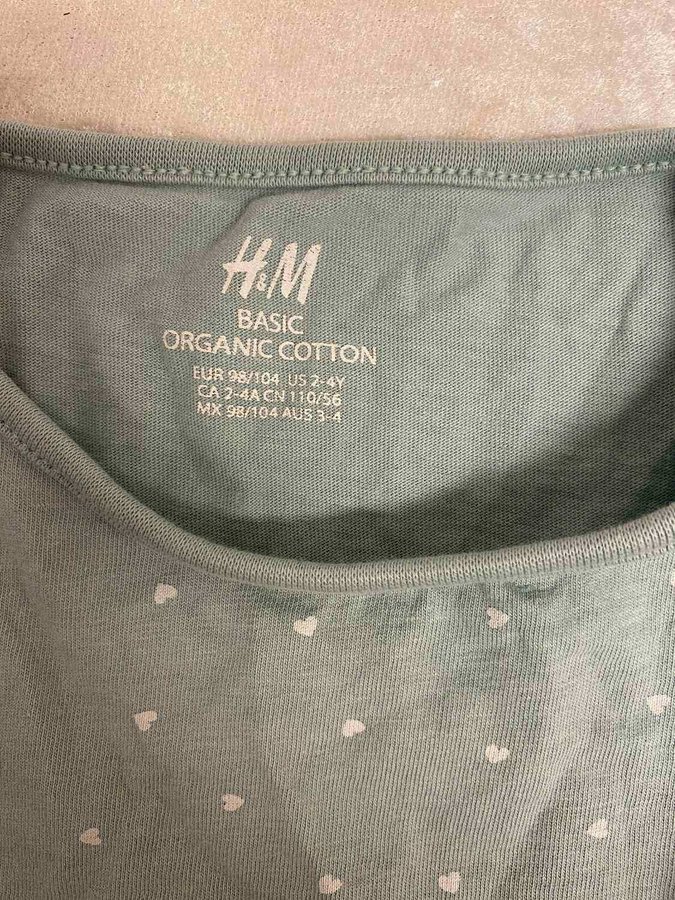 H&M
BASIC
ORGANIC COTTON
EUR 98/104 US 2-4Y
CA 2-4A CN 110/56
MX 98/104 AUS 3-4